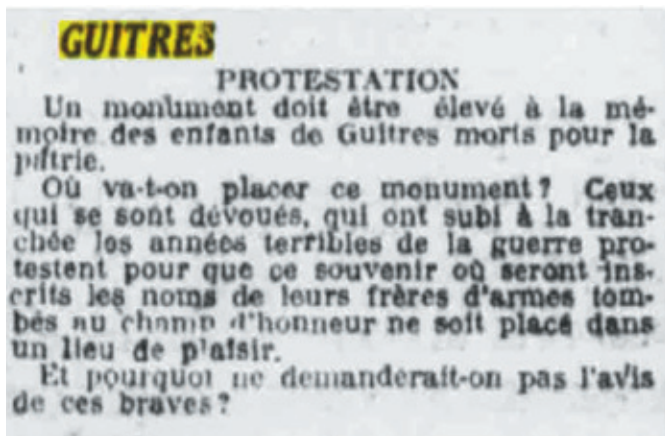 GUITRES
PROTESTATION
Un monument doit être élevé à la mé-
moire des enfants de Guitres morts pour la
patrie.
Où va-t-on placer ce monument ? Ceux
qui se sont dévoués, qui ont subi à la tran-
chée les années terribles de la guerre pro-
testent pour que ce souvenir où seront ins-
crits les noms de leurs frères d'armes tom-
bés au champ d'honneur ne soit placé dans
un lieu de plaisir.
Et pourquoi ne demanderait-on pas l'avis
de ces braves ?